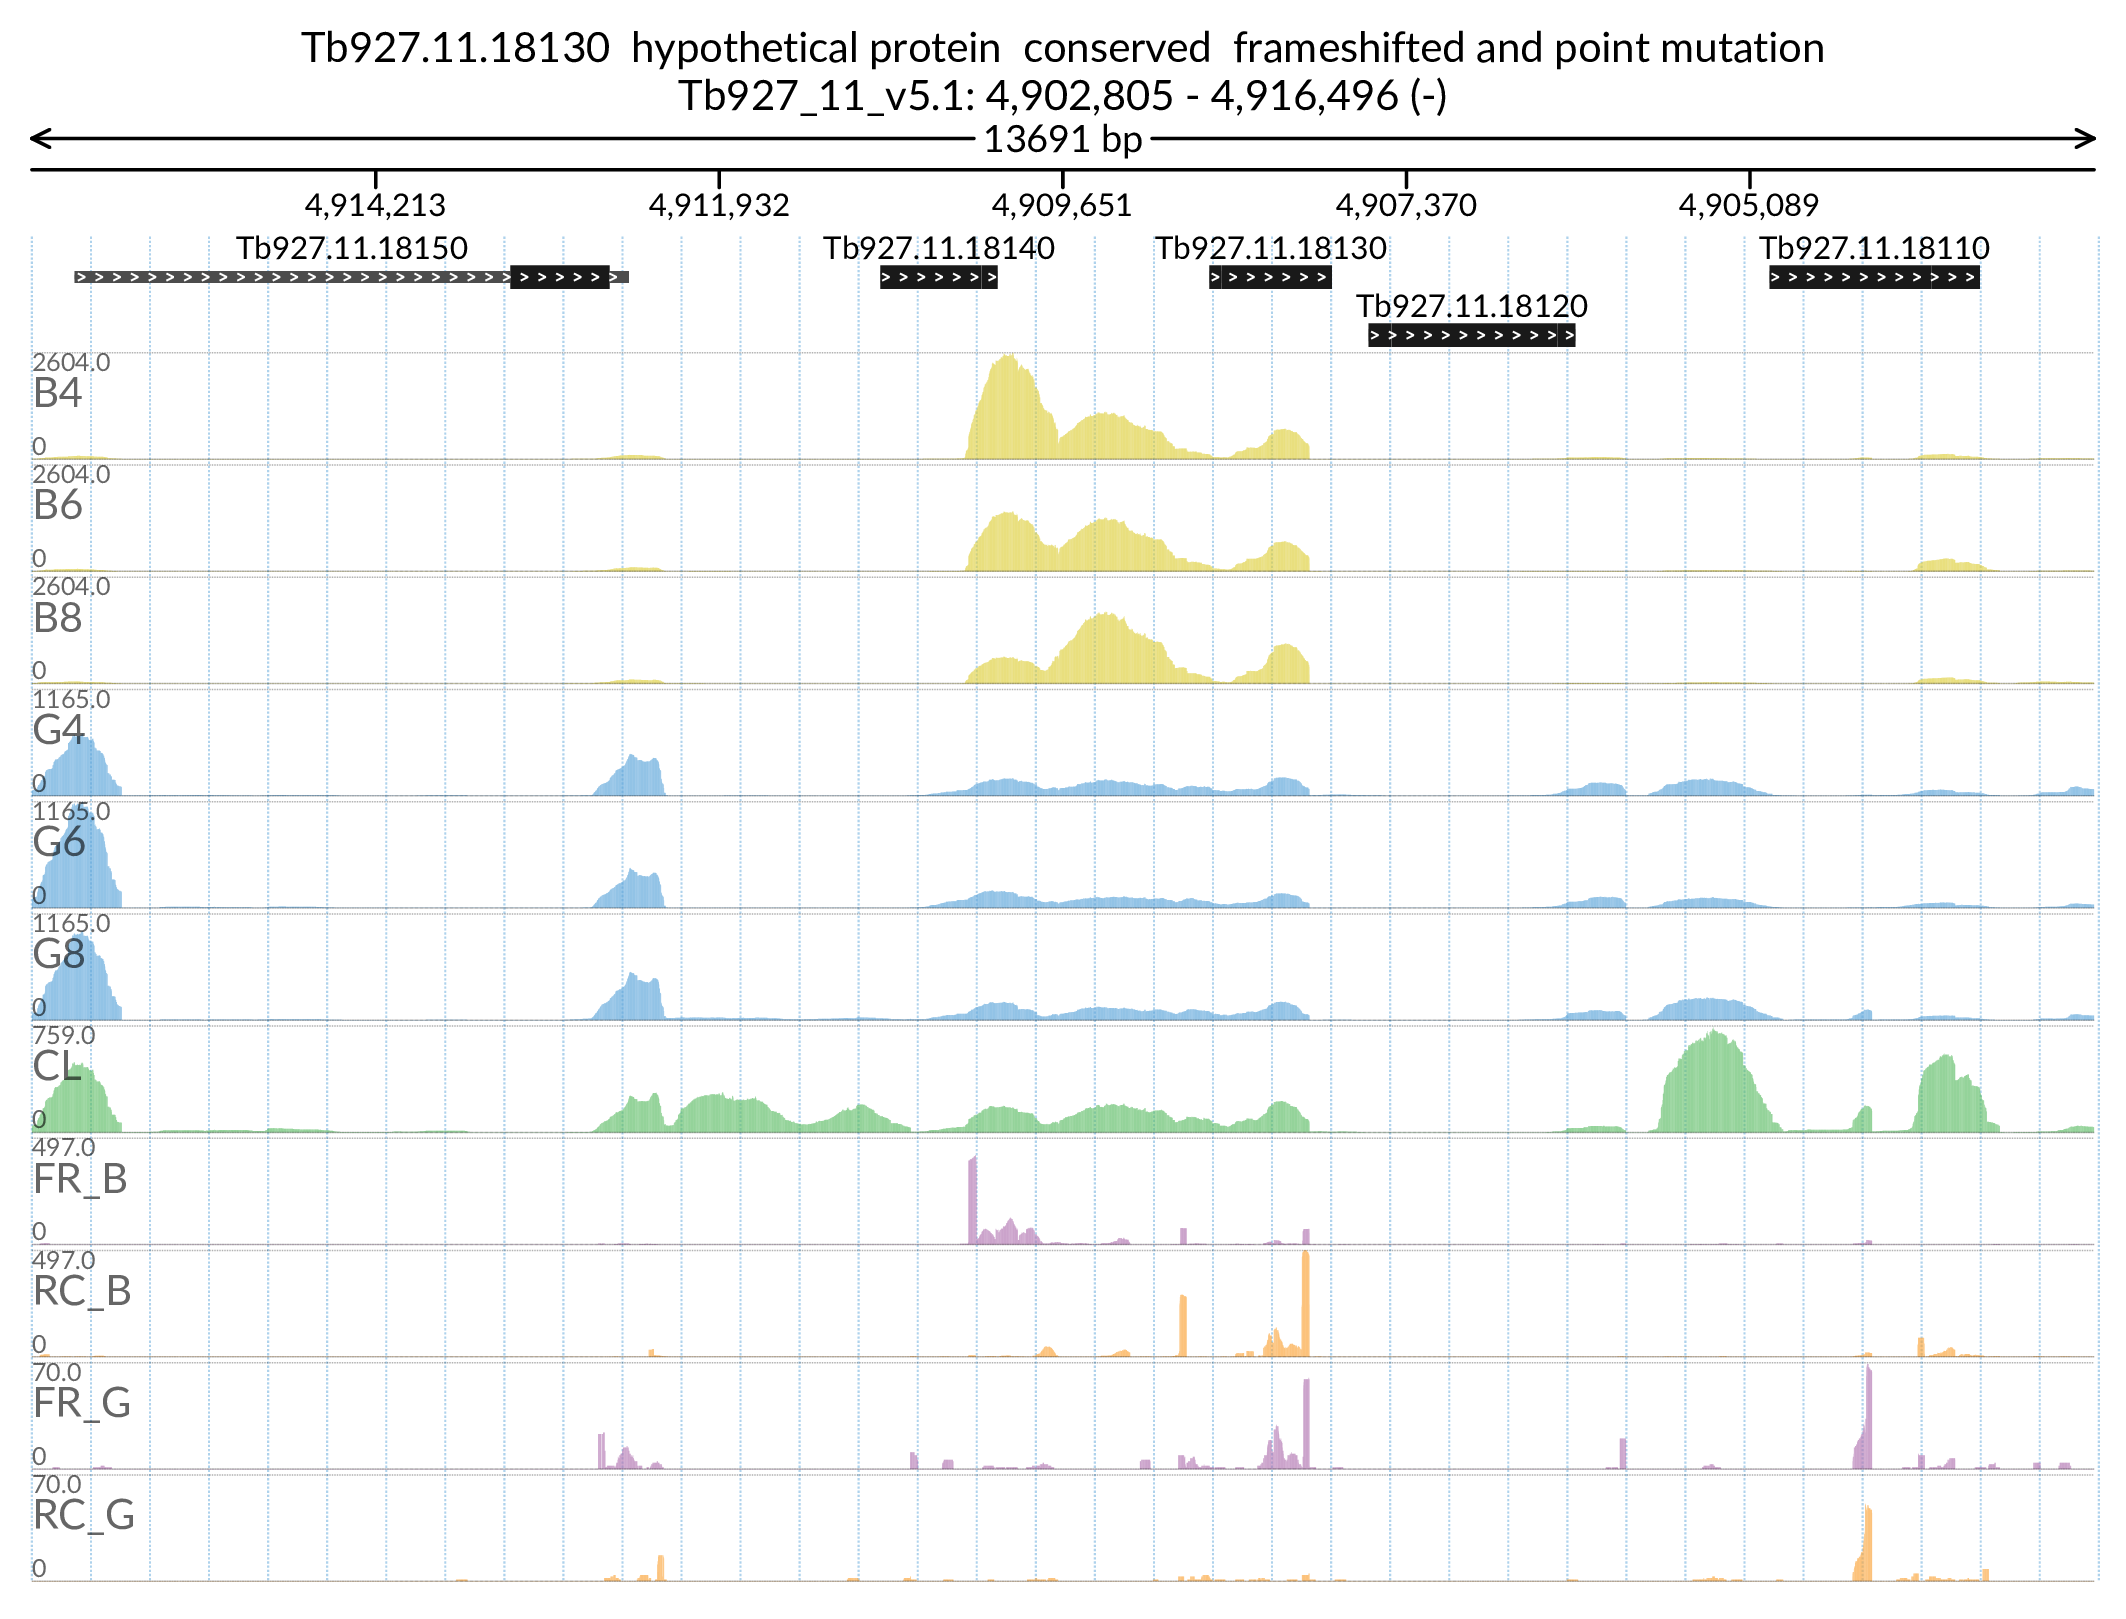 Tb927.11.18130  hypothetical protein  conserved  frameshifted and point mutation
Tb927_11_v5.1: 4,902,805 - 4,916,496 (-)
13691 bp
4,914,213 4,911,932 4,909,651 4,907,370 4,905,089
Tb927.11.18150 Tb927.11.18140 Tb927.11.18130 Tb927.11.18110
Tb927.11.18120
2604.0
B4
0
2604.0
B6
0
2604.0
B8
0
1165.0
G4
0
1165.0
G6
0
1165.0
G8
0
759.0
CL
0
497.0
FR_B
0
497.0
RC_B
0
70.0
FR_G
0
70.0
RC_G
0